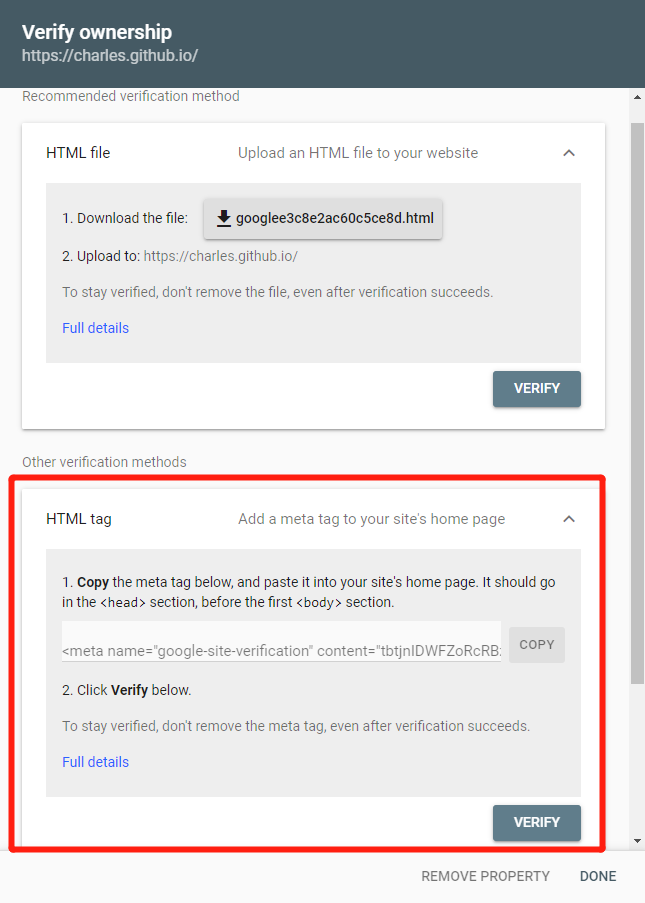 Verify ownership
https://charles.github.io/
Recommended verification method
HTML file Upload an HTML file to your website
1. Download the file: googlee3c8e2ac60c5ce8d.html
2. Upload to: https://charles.github.io/
To stay verified, don't remove the file, even after verification succeeds.
Full details
VERIFY
Other verification methods
HTML tag Add a meta tag to your site's home page
1. Copy the meta tag below, and paste it into your site's home page. It should go
in the <head> section, before the first <body> section.
<meta name="google-site-verification" content="tbtjnIDWFZoRcRB COPY
2. Click Verify below.
To stay verified, don't remove the meta tag, even after verification succeeds.
Full details
VERIFY
REMOVE PROPERTY DONE